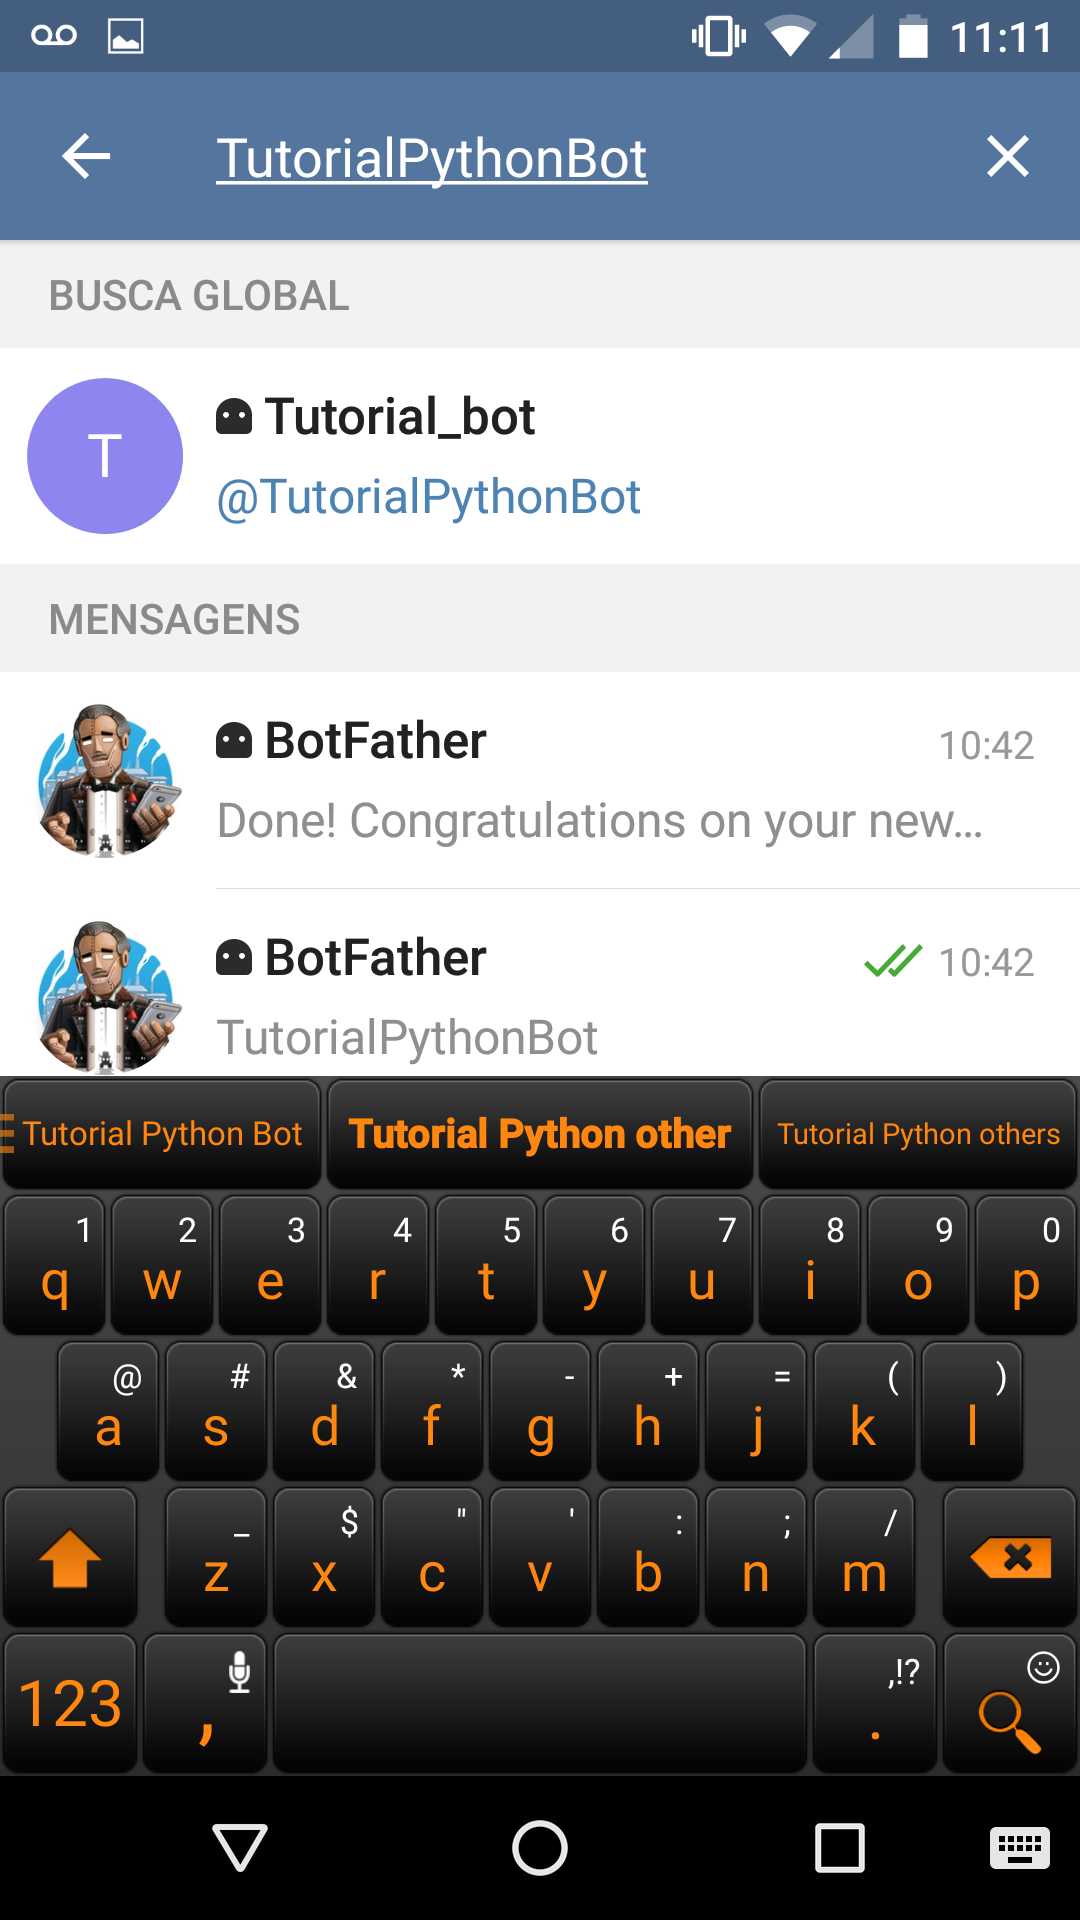 11:11
TutorialPythonBot
BUSCA GLOBAL
T
Tutorial_bot
@TutorialPythonBot
MENSAGENS
BotFather 10:42
Done! Congratulations on your new...
BotFather 10:42
TutorialPythonBot
Tutorial Python Bot Tutorial Python other Tutorial Python others
1 2 3 4 5 6 7 8 9 0
q w e r t y u i o p
@ # & * - + = ( )
a s d f g h j k l
_ $ " ' : ; /
z x c v b n m
,!?
123 , .